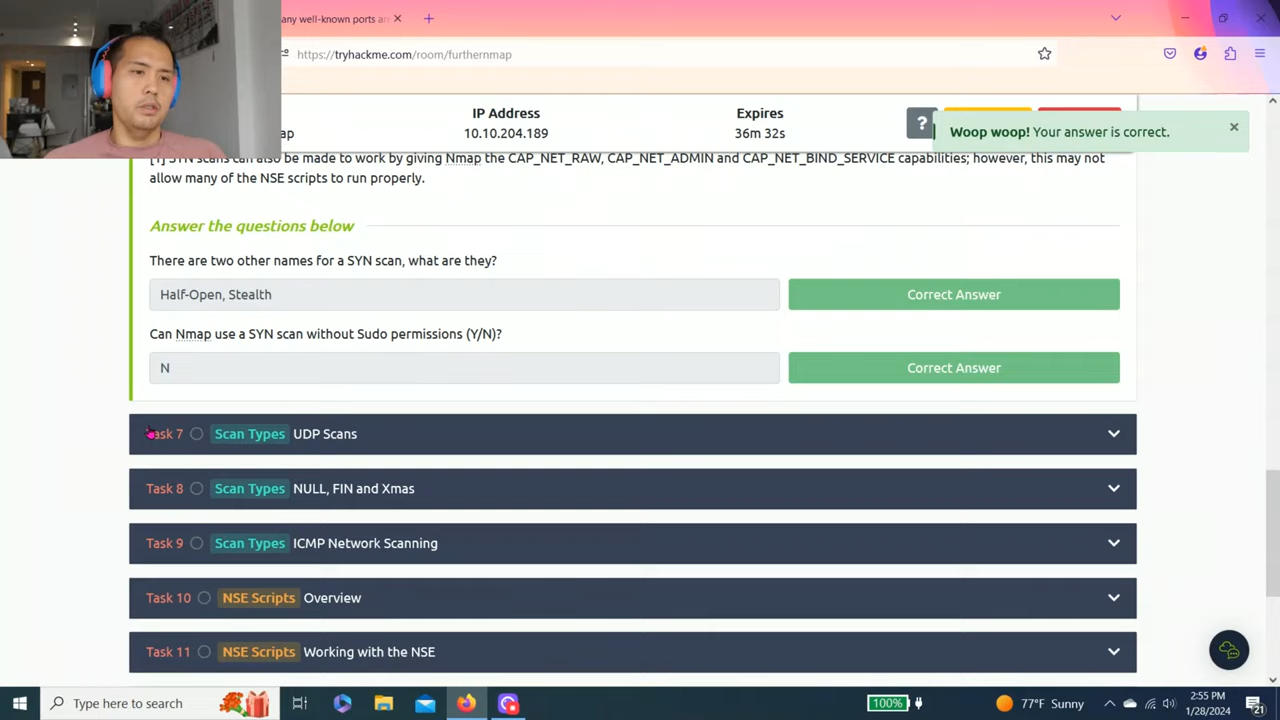 any well-known ports ar
https://tryhackme.com/room/furthernmap
IP Address
Expires
ap
10.10.204.189
36m 32s
?
Woop woop! Your answer is correct.
[1] SYN scans can also be made to work by giving Nmap the CAP_NET_RAW, CAP_NET_ADMIN and CAP_NET_BIND_SERVICE capabilities; however, this may not
allow many of the NSE scripts to run properly.
Answer the questions below
There are two other names for a SYN scan, what are they?
Half-Open, Stealth
Correct Answer
Can Nmap use a SYN scan without Sudo permissions (Y/N)?
N
Correct Answer
Task 7 Scan Types UDP Scans
Task 8 Scan Types NULL, FIN and Xmas
Task 9 Scan Types ICMP Network Scanning
Task 10 NSE Scripts Overview
Task 11 NSE Scripts Working with the NSE
Type here to search
100%
77°F Sunny
2:55 PM
1/28/2024
21